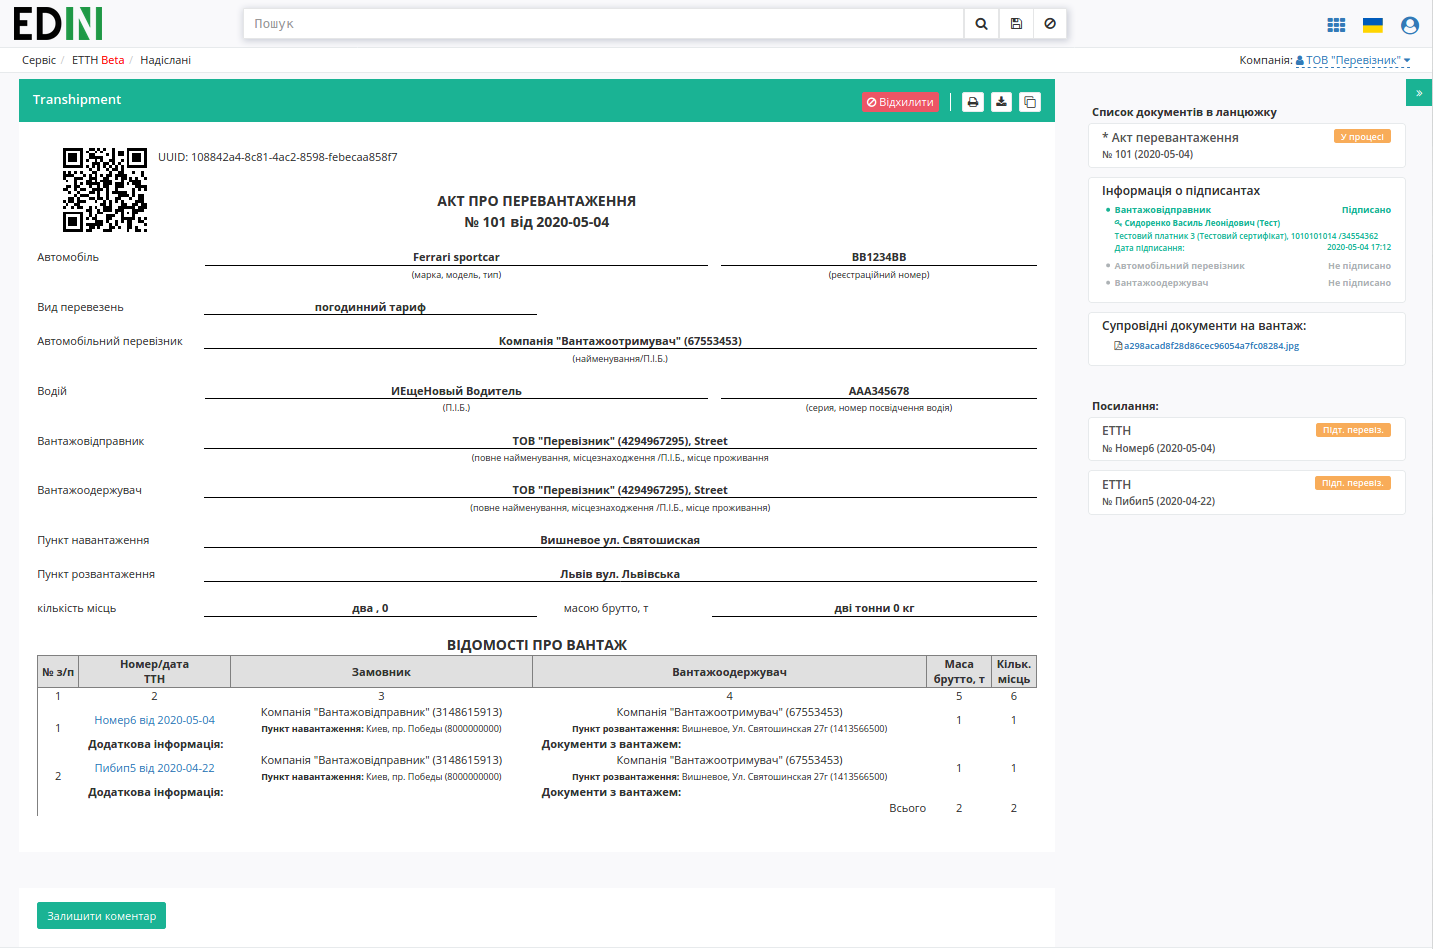 EDIN
Пошук
Сервіс / ЕТТН Beta / Надіслані
Компанія: ТОВ "Перевізник"
Transhipment
Відхилити
»
UUID: 108842a4-8c81-4ac2-8598-febecaa858f7
АКТ ПРО ПЕРЕВАНТАЖЕННЯ
№ 101 від 2020-05-04
Автомобіль Ferrari sportcar BB1234BB
(марка, модель, тип) (реєстраційний номер)
Вид перевезень погодинний тариф
Автомобільний перевізник Компанія "Вантажоотримувач" (67553453)
(найменування/П.І.Б.)
Водій ИЕщеНовый Водитель ААА345678
(П.І.Б.) (серия, номер посвідчення водія)
Вантажовідправник ТОВ "Перевізник" (4294967295), Street
(повне найменування, місцезнаходження /П.І.Б., місце проживання
Вантажоодержувач ТОВ "Перевізник" (4294967295), Street
(повне найменування, місцезнаходження /П.І.Б., місце проживання)
Пункт навантаження Вишневое ул. Святошиская
Пункт розвантаження Львів вул. Львівська
кількість місць два , 0 масою брутто, т дві тонни 0 кг
ВІДОМОСТІ ПРО ВАНТАЖ
№ з/п Номер/дата ТТН Замовник Вантажоодержувач Маса брутто, т Кільк. місць
1 2 3 4 5 6
1 Номер6 від 2020-05-04 Компанія "Вантажовідправник" (3148615913) Компанія "Вантажоотримувач" (67553453) 1 1
Пункт навантаження: Киев, пр. Победы (8000000000) Пункт розвантаження: Вишневое, Ул. Святошинская 27г (1413566500)
Додаткова інформація: Документи з вантажем:
2 Пибип5 від 2020-04-22 Компанія "Вантажовідправник" (3148615913) Компанія "Вантажоотримувач" (67553453) 1 1
Пункт навантаження: Киев, пр. Победы (8000000000) Пункт розвантаження: Вишневое, Ул. Святошинская 27г (1413566500)
Додаткова інформація: Документи з вантажем:
Всього 2 2
Залишити коментар
Список документів в ланцюжку
* Акт перевантаження У процесі
№ 101 (2020-05-04)
Інформація о підписантах
Вантажовідправник Підписано
Сидоренко Василь Леонідович (Тест)
Тестовий платник 3 (Тестовий сертифікат), 1010101014 /34554362
Дата підписання: 2020-05-04 17:12
Автомобільний перевізник Не підписано
Вантажоодержувач Не підписано
Супровідні документи на вантаж:
a298acad8f28d86cec96054a7fc08284.jpg
Посилання:
ЕТТН Підт. перевіз.
№ Номер6 (2020-05-04)
ЕТТН Підп. перевіз.
№ Пибип5 (2020-04-22)